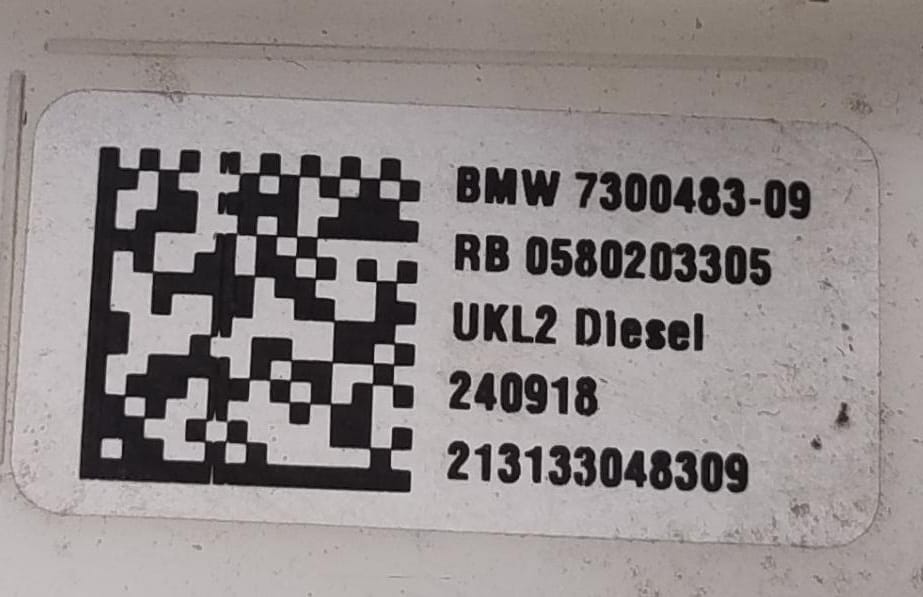 BMW 7300483-09
RB 0580203305
UKL2 Diesel
240918
213133048309